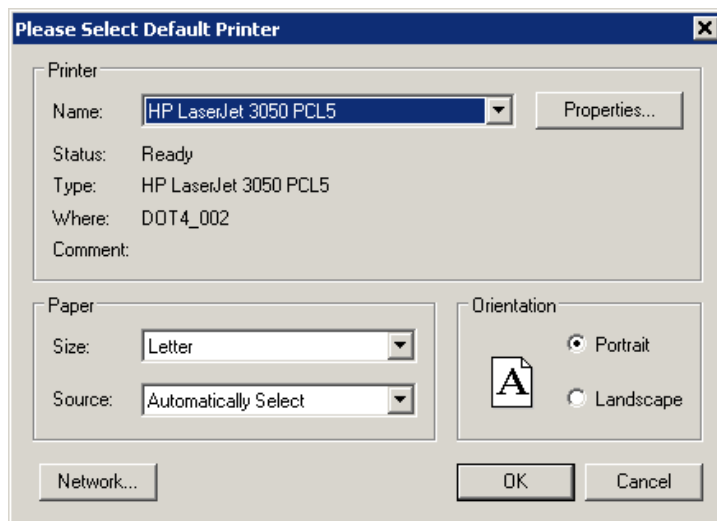 Please Select Default Printer
Printer
Name: HP LaserJet 3050 PCL5 Properties...
Status: Ready
Type: HP LaserJet 3050 PCL5
Where: DOT4_002
Comment:
Paper
Size: Letter
Source: Automatically Select
Orientation
A
Portrait
Landscape
Network... OK Cancel